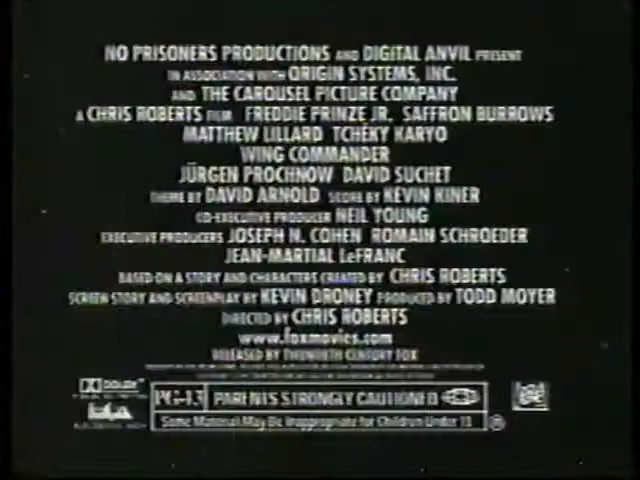 NO PRISONERS PRODUCTIONS AND DIGITAL ANVIL PRESENT
IN ASSOCIATION WITH ORIGIN SYSTEMS, INC.
AND THE CAROUSEL PICTURE COMPANY
A CHRIS ROBERTS FILM FREDDIE PRINZE JR. SAFFRON BURROWS
MATTHEW LILLARD TCHEKY KARYO
WING COMMANDER
JÜRGEN PROCHNOW DAVID SUCHET
THEME BY DAVID ARNOLD SCORE BY KEVIN KINER
CO-EXECUTIVE PRODUCER NEIL YOUNG
EXECUTIVE PRODUCERS JOSEPH N. COHEN ROMAIN SCHROEDER
JEAN-MARTIAL LeFRANC
BASED ON A STORY AND CHARACTERS CREATED BY CHRIS ROBERTS
SCREEN STORY AND SCREENPLAY BY KEVIN DRONEY PRODUCED BY TODD MOYER
DIRECTED BY CHRIS ROBERTS
www.foxmovies.com
RELEASED BY TWENTIETH CENTURY FOX
DOLBY
PG-13 PARENTS STRONGLY CAUTIONED
Some Material May Be Inappropriate for Children Under 13